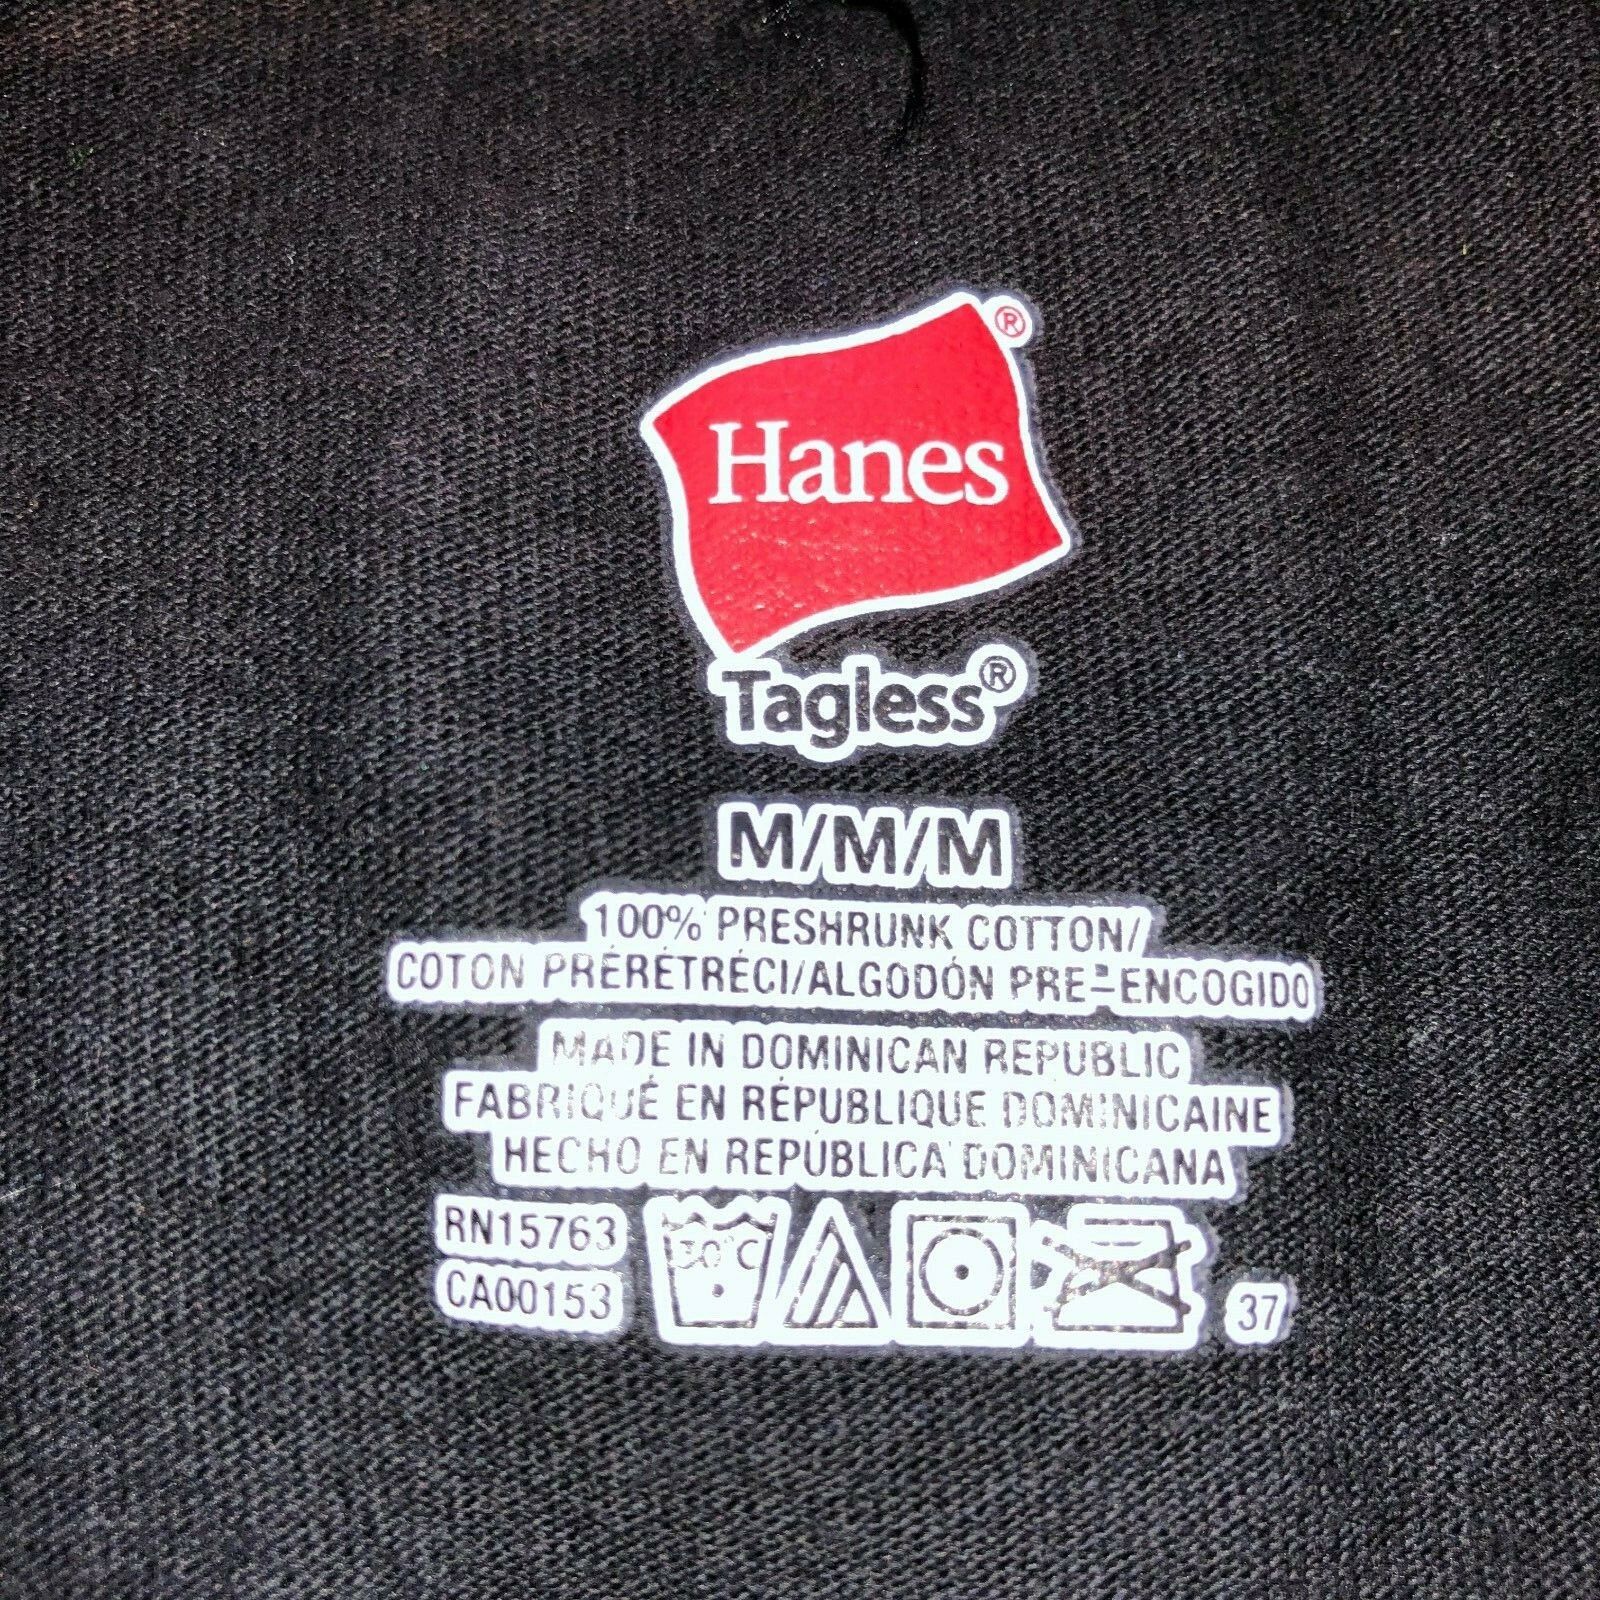 Hanes®
Tagless®
M/M/M
100% PRESHRUNK COTTON/
COTON PRÉRÉTRÉCI/ALGODÓN PRE-ENCOGIDO
MADE IN DOMINICAN REPUBLIC
FABRIQUÉ EN RÉPUBLIQUE DOMINICAINE
HECHO EN REPÚBLICA DOMINICANA
RN15763
CA00153
30°C
37